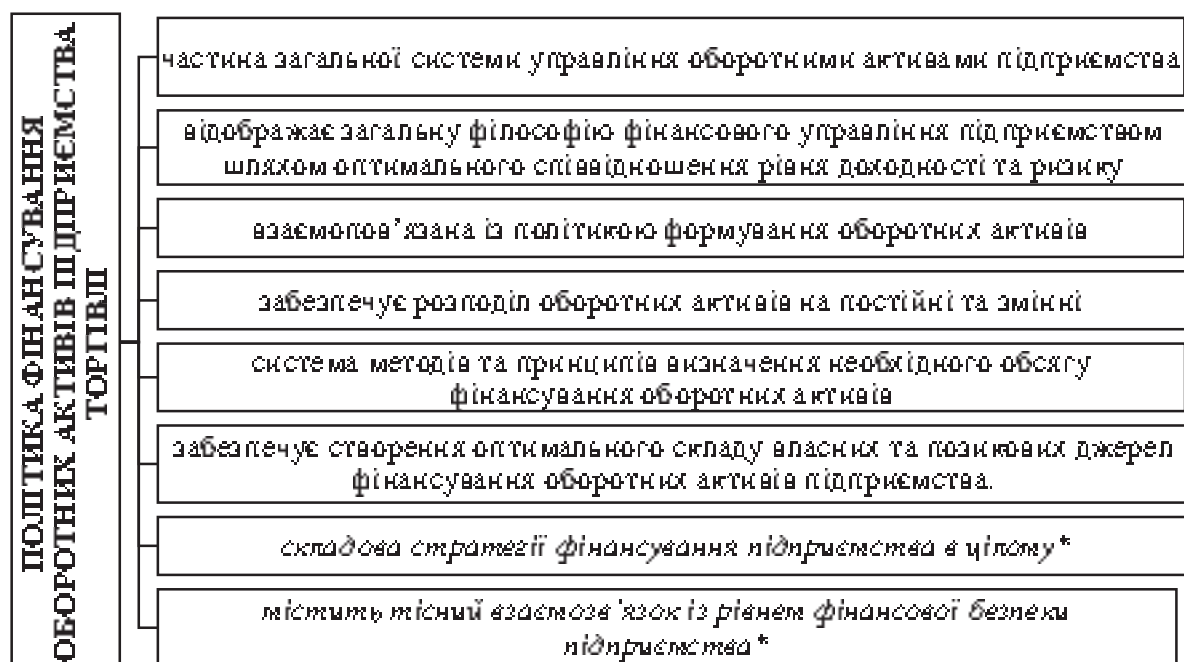 ПОЛІТИКА ФІНАНСУВАННЯ
ОБОРОТНИХ АКТИВІВ ПІДПРИЄМСТВА
ТОРГІВЛІ
частина загальної системи управління оборотними активами підприємства
відображає загальну філософію фінансового управління підприємством
шляхом оптимального співвідношення рівня доходності та ризику
взаємопов’язана із політикою формування оборотних активів
забезпечує розподіл оборотних активів на постійні та змінні
система методів та принципів визначення необхідного обсягу
фінансування оборотних активів
забезпечує створення оптимального складу власних та позикових джерел
фінансування оборотних активів підприємства.
складова стратегії фінансування підприємства в цілому*
містить тісний взаємозв’язок із рівнем фінансової безпеки
підприємства*